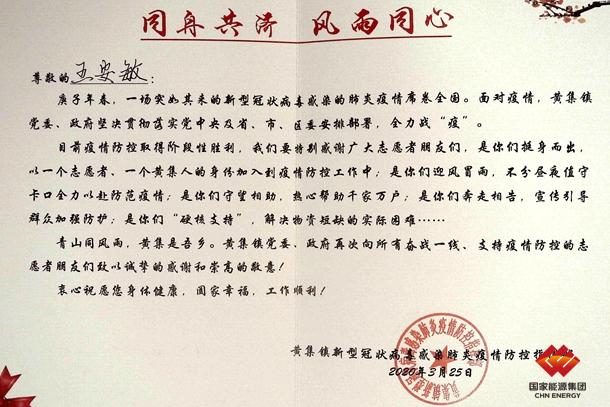 同舟共济 风雨同心
尊敬的王安敏：
庚子年春，一场突如其来的新型冠状病毒感染的肺炎疫情席卷全国。面对疫情，黄集镇
党委、政府坚决贯彻落实党中央及省、市、区委安排部署，全力战“疫”。
目前疫情防控取得阶段性胜利，我们要特别感谢广大志愿者朋友们，是你们挺身而出，
以一个志愿者、一个黄集人的身份加入到疫情防控工作中；是你们迎风冒雨，不分昼夜值守
卡口全力以赴防范疫情；是你们守望相助，热心帮助千家万户；是你们奔走相告，宣传引导
群众加强防护；是你们“硬核支持”，解决物资短缺的实际困难……
青山同风雨，黄集是吾乡。黄集镇党委、政府再次向所有奋战一线、支持疫情防控的志
愿者朋友们致以诚挚的感谢和崇高的敬意！
衷心祝愿您身体健康，阖家幸福，工作顺利！
黄集镇新型冠状病毒感染肺炎疫情防控指
2020年3月25日
国家能源集团
CHN ENERGY